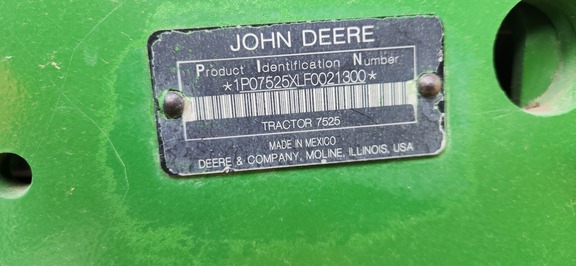 JOHN DEERE
Product Identification Number
*1P07525XLF0021300*
TRACTOR 7525
MADE IN MEXICO
DEERE & COMPANY, MOLINE, ILLINOIS, USA